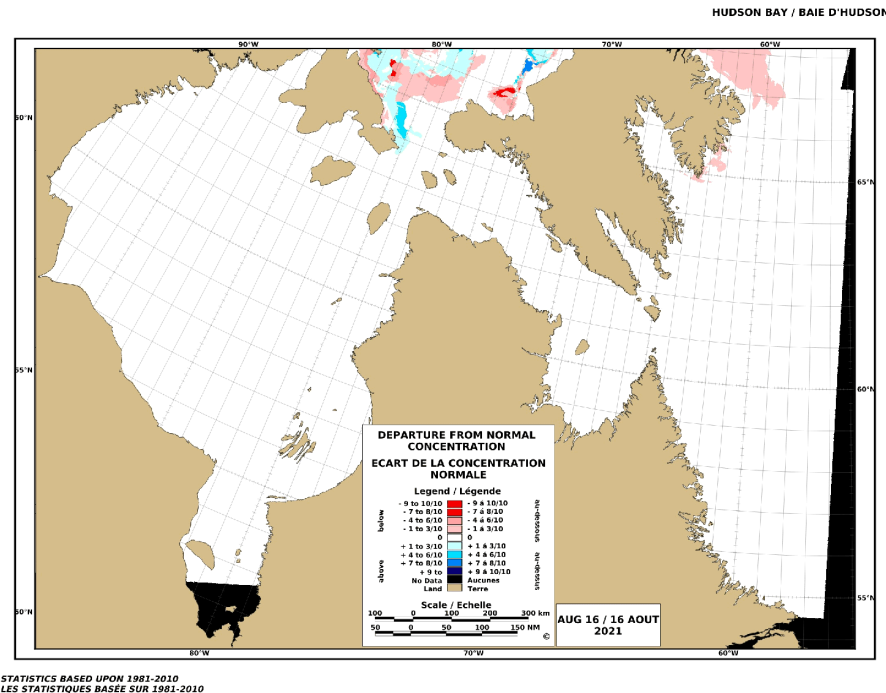 HUDSON BAY / BAIE D'HUDSON
90°W 80°W 70°W 60°W
60°N
65°N
55°N
60°N
DEPARTURE FROM NORMAL
CONCENTRATION
ECART DE LA CONCENTRATION
NORMALE
Legend / Légende
below
au-dessous
- 9 to 10/10 - 9 á 10/10
- 7 to 8/10 - 7 á 8/10
- 4 to 6/10 - 4 á 6/10
- 1 to 3/10 - 1 á 3/10
0 0
above
au-dessus
+ 1 to 3/10 + 1 á 3/10
+ 4 to 6/10 + 4 á 6/10
+ 7 to 8/10 + 7 á 8/10
+ 9 to + 9 á 10/10
No Data Aucunes
Land Terre
55°N
Scale / Echelle
100 0 100 200 300 km
50 0 50 100 150 NM
©
AUG 16 / 16 AOUT
2021
50°N
80°W 70°W 60°W
STATISTICS BASED UPON 1981-2010
LES STATISTIQUES BASÉE SUR 1981-2010